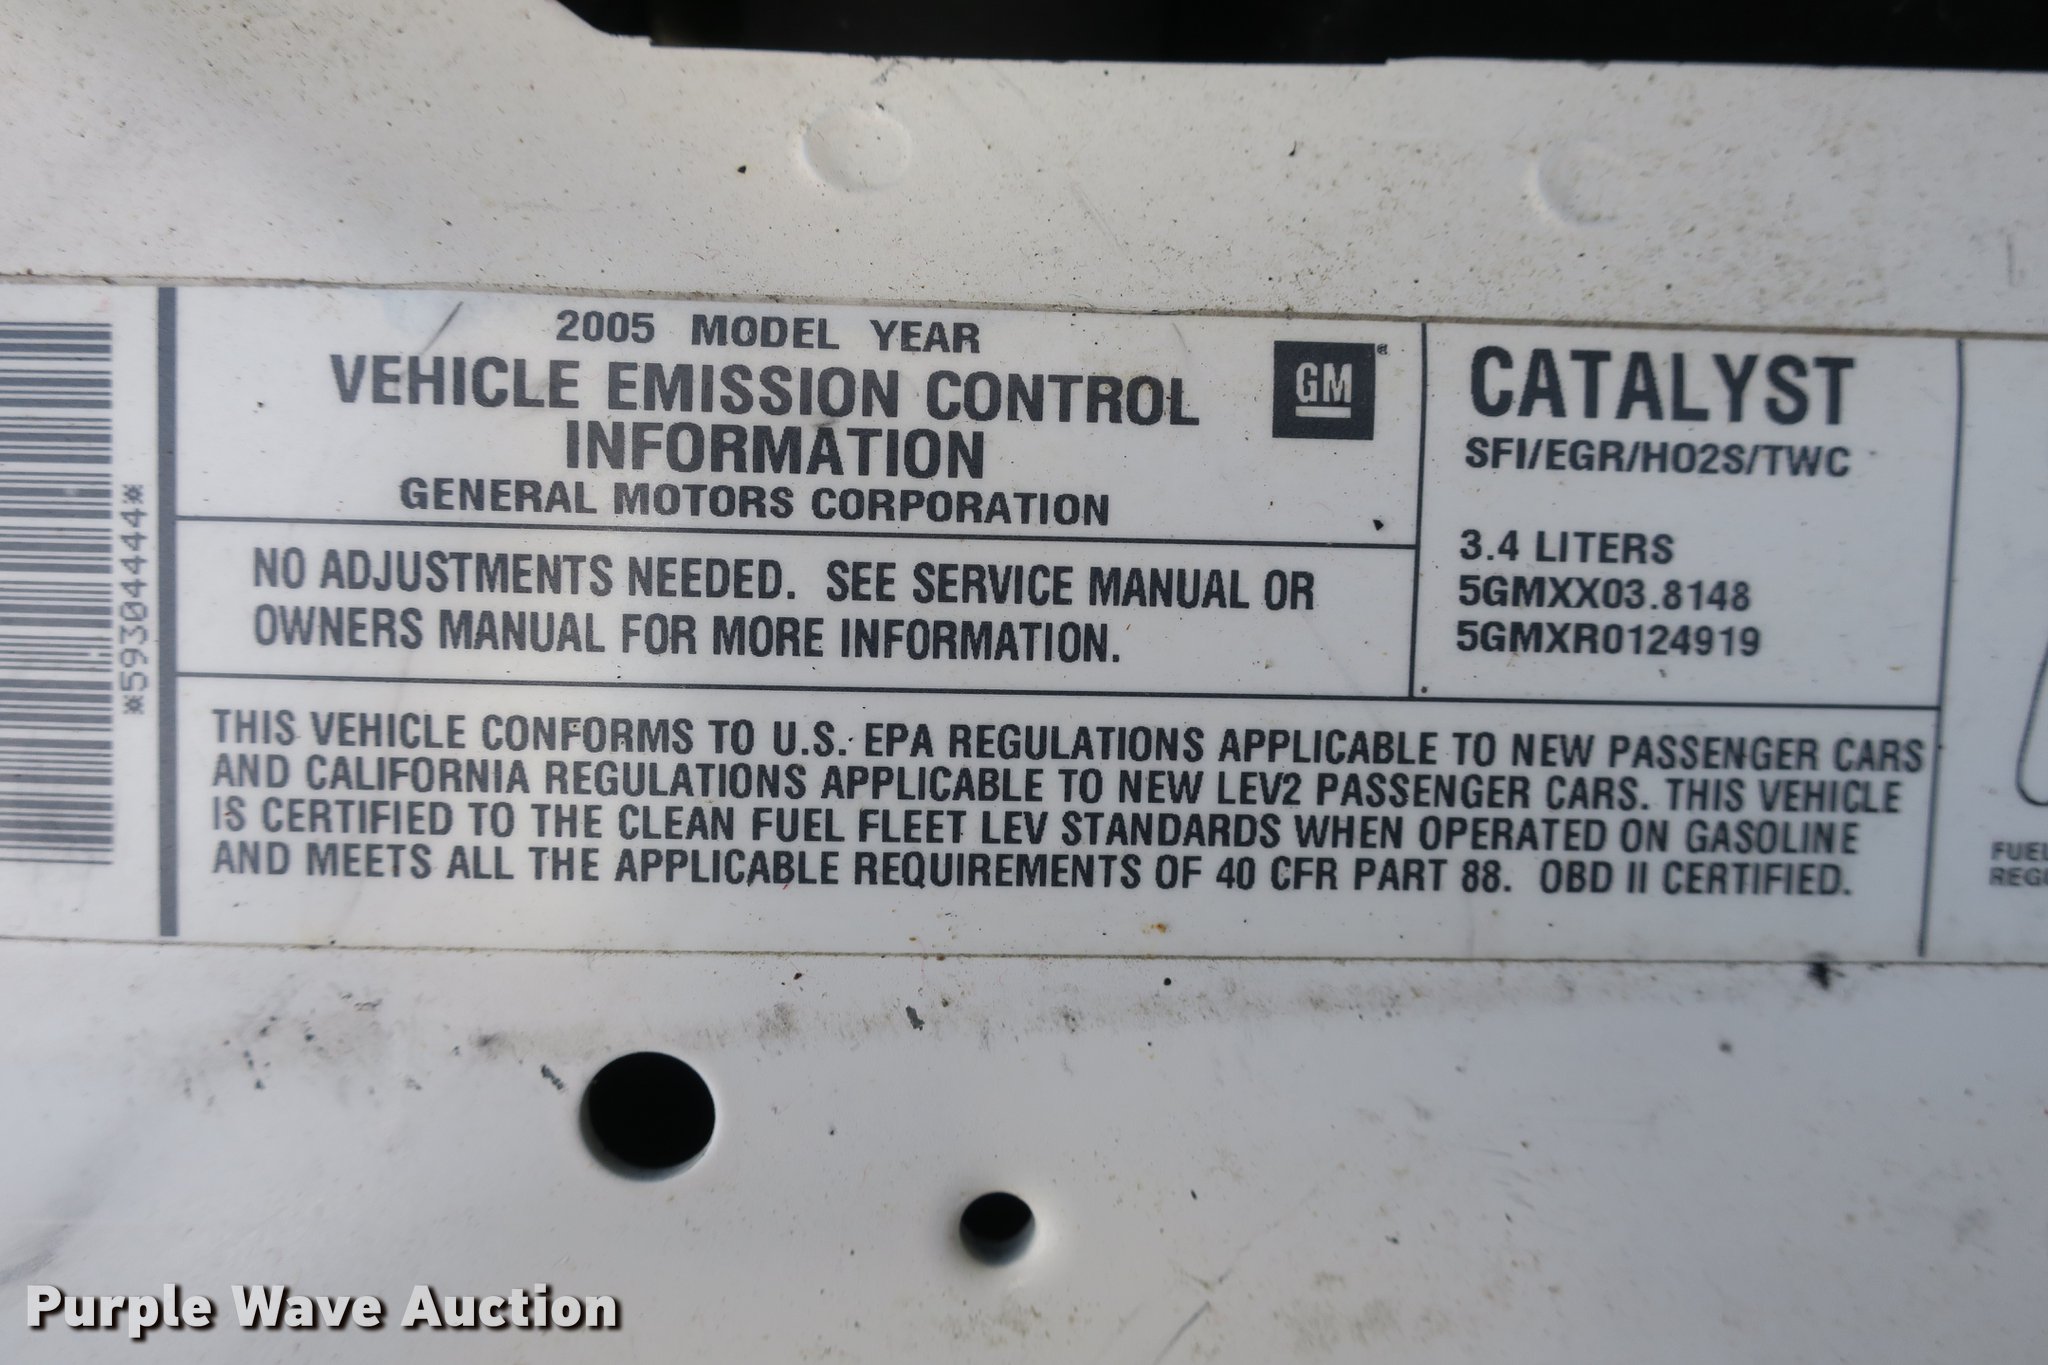 *59304444*
2005 MODEL YEAR
VEHICLE EMISSION CONTROL
INFORMATION
GENERAL MOTORS CORPORATION
GM®
NO ADJUSTMENTS NEEDED. SEE SERVICE MANUAL OR
OWNERS MANUAL FOR MORE INFORMATION.
CATALYST
SFI/EGR/HO2S/TWC
3.4 LITERS
5GMXX03.8148
5GMXR0124919
THIS VEHICLE CONFORMS TO U.S. EPA REGULATIONS APPLICABLE TO NEW PASSENGER CARS
AND CALIFORNIA REGULATIONS APPLICABLE TO NEW LEV2 PASSENGER CARS. THIS VEHICLE
IS CERTIFIED TO THE CLEAN FUEL FLEET LEV STANDARDS WHEN OPERATED ON GASOLINE
AND MEETS ALL THE APPLICABLE REQUIREMENTS OF 40 CFR PART 88. OBD II CERTIFIED.
FUEL
Purple Wave Auction